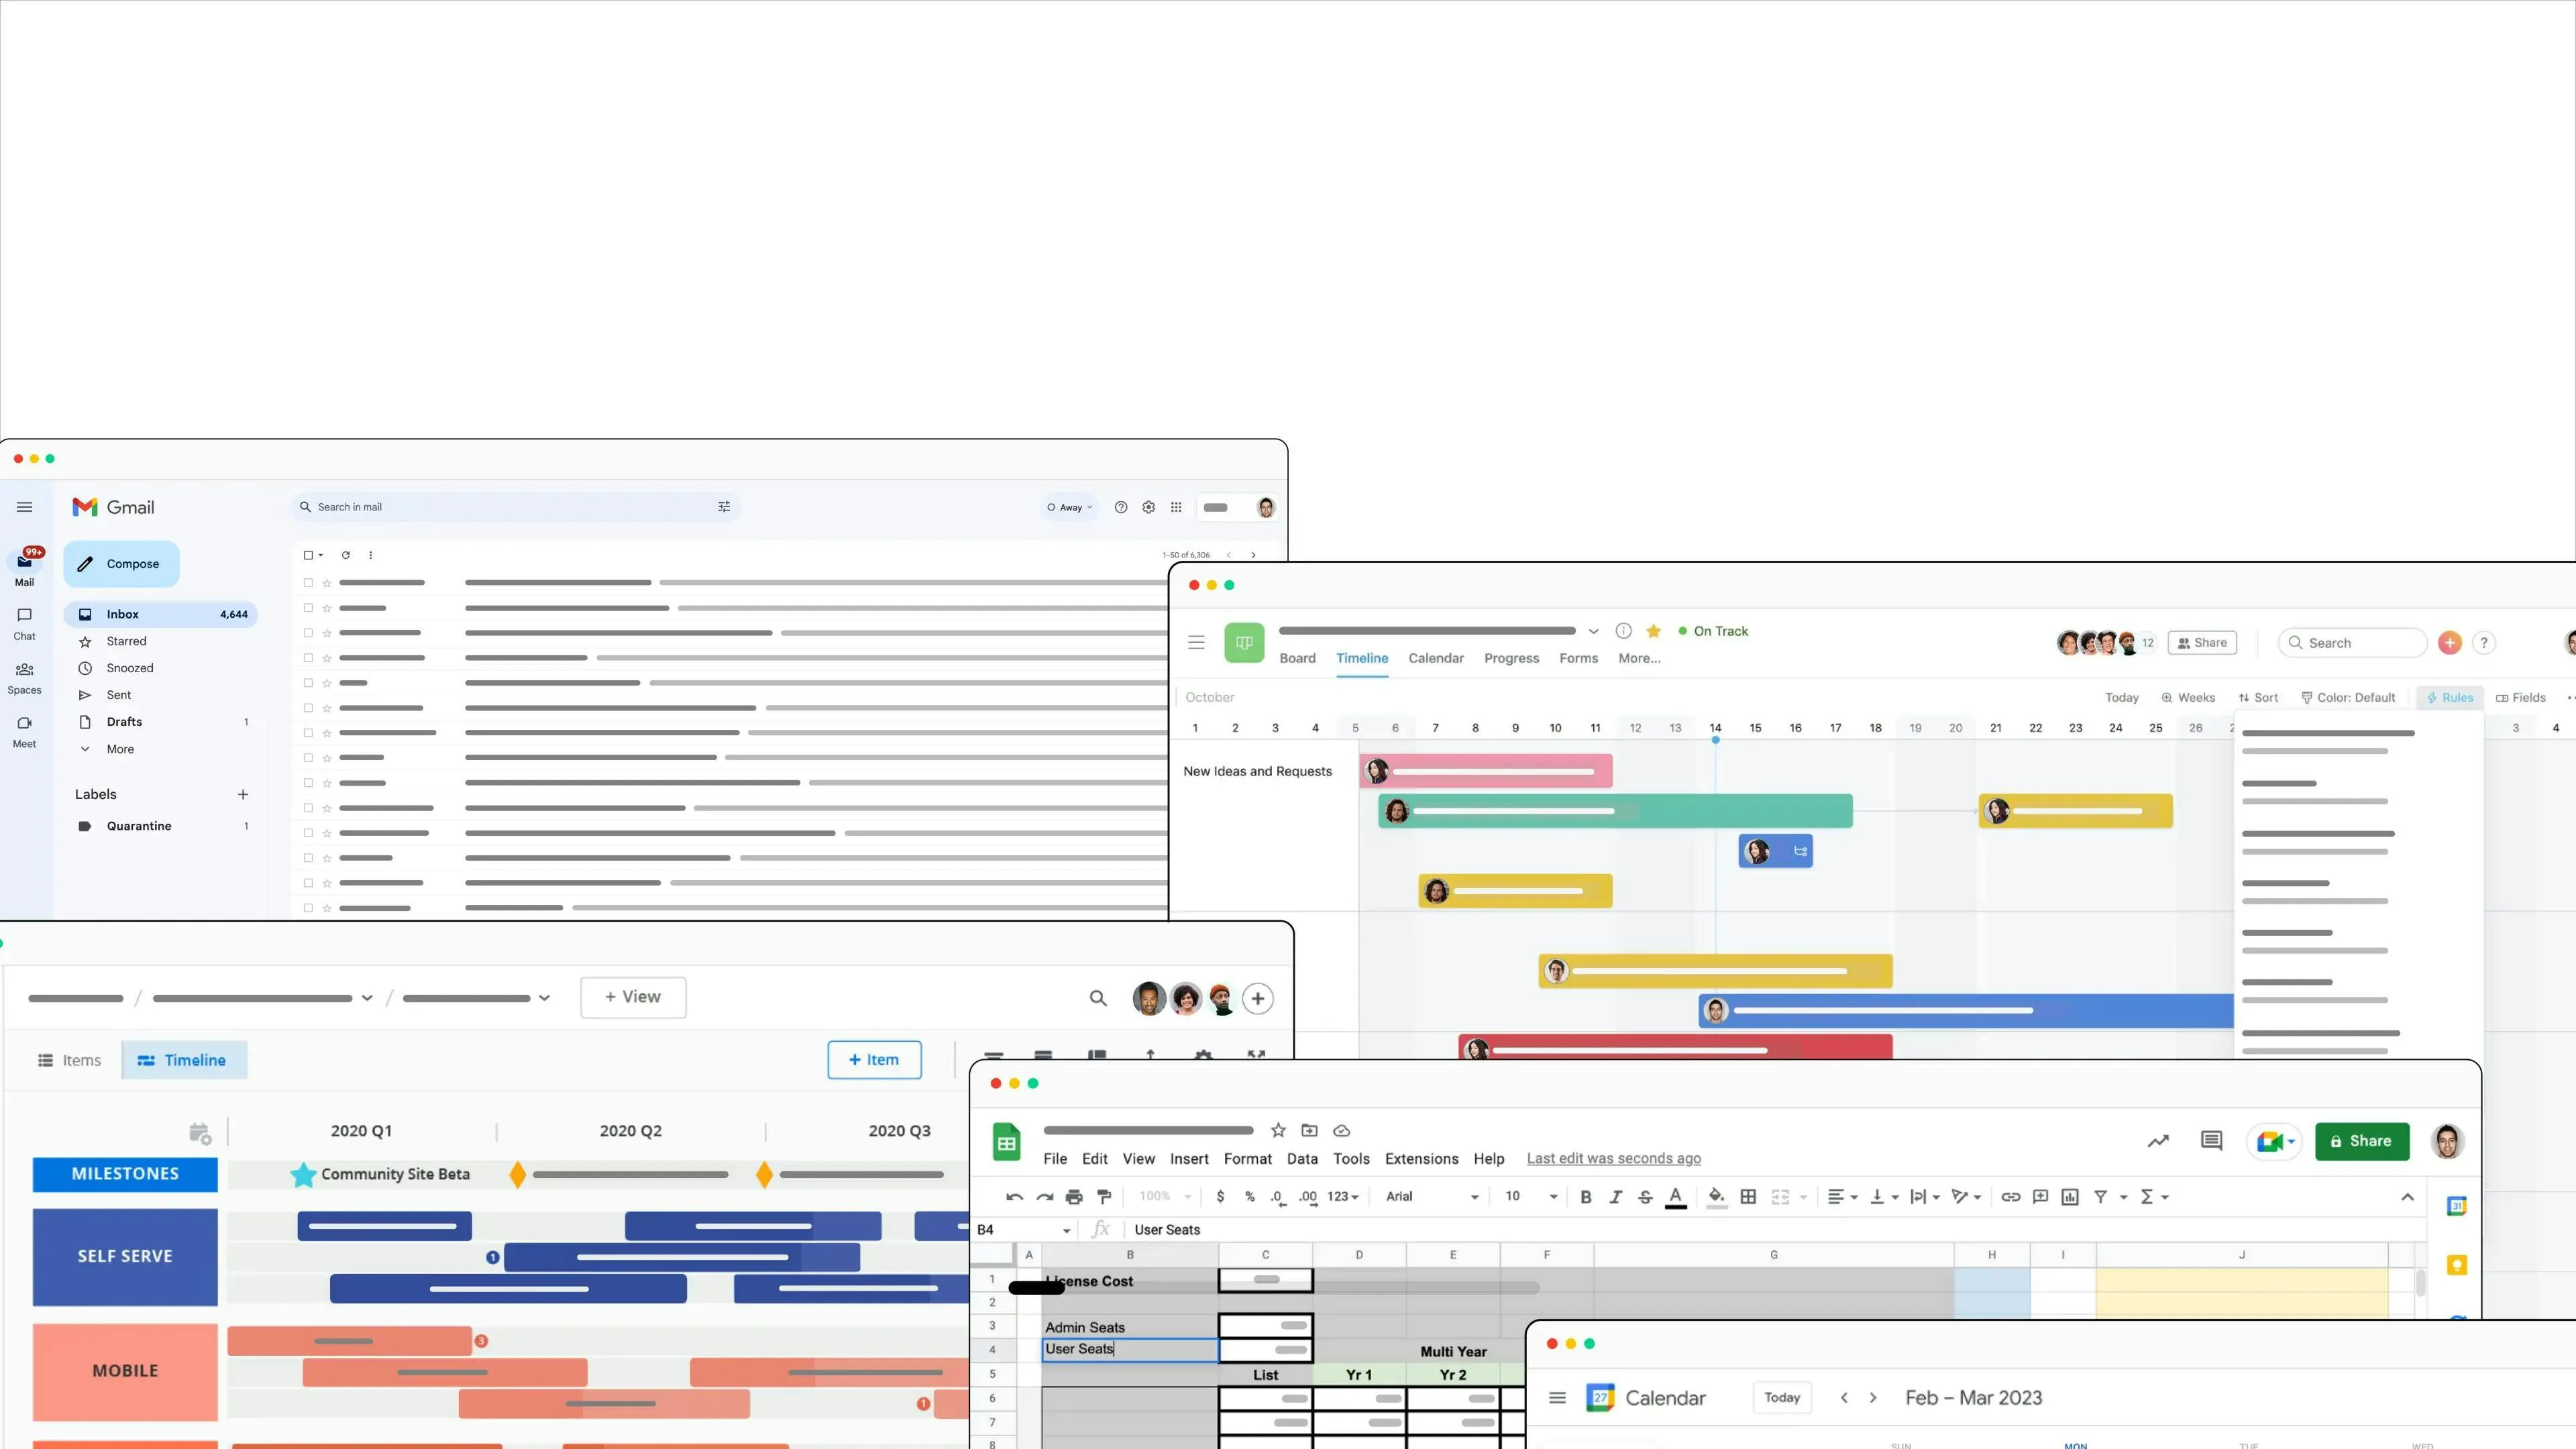 Gmail
Search in mail
Away
99+
Mail
Compose
1–50 of 6,306
Inbox 4,644
Chat
Starred
Snoozed
Spaces
Sent
Drafts 1
Meet
More
Labels
Quarantine 1
On Track
12
Share
Search
Board Timeline Calendar Progress Forms More...
October
Today Weeks Sort Color: Default Rules Fields
1 2 3 4 5 6 7 8 9 10 11 12 13 14 15 16 17 18 19 20 21 22 23 24 25 26 3 4
New Ideas and Requests
+ View
Items Timeline
+ Item
2020 Q1 2020 Q2 2020 Q3
MILESTONES
Community Site Beta
SELF SERVE
1
MOBILE
3
1
File Edit View Insert Format Data Tools Extensions Help Last edit was seconds ago
Share
100% $ % .0 .00 123 Arial 10
31
B4 fx User Seats
A B C D E F G H I J
1 License Cost
2
3 Admin Seats
4 User Seats Multi Year
5 List Yr 1 Yr 2
6
7
8
27 Calendar Today Feb – Mar 2023
SUN MON TUE WED